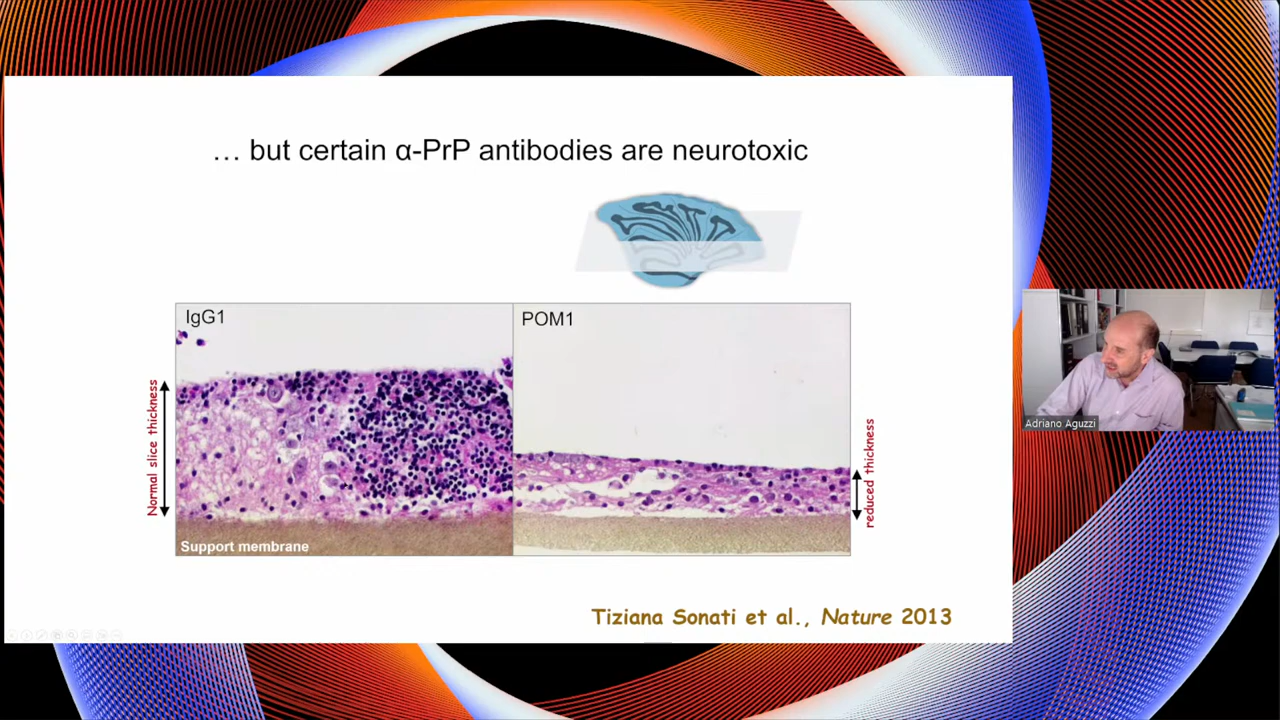 … but certain α-PrP antibodies are neurotoxic
IgG1
POM1
Normal slice thickness
reduced thickness
Support membrane
Tiziana Sonati et al., Nature 2013
Adriano Aguzzi